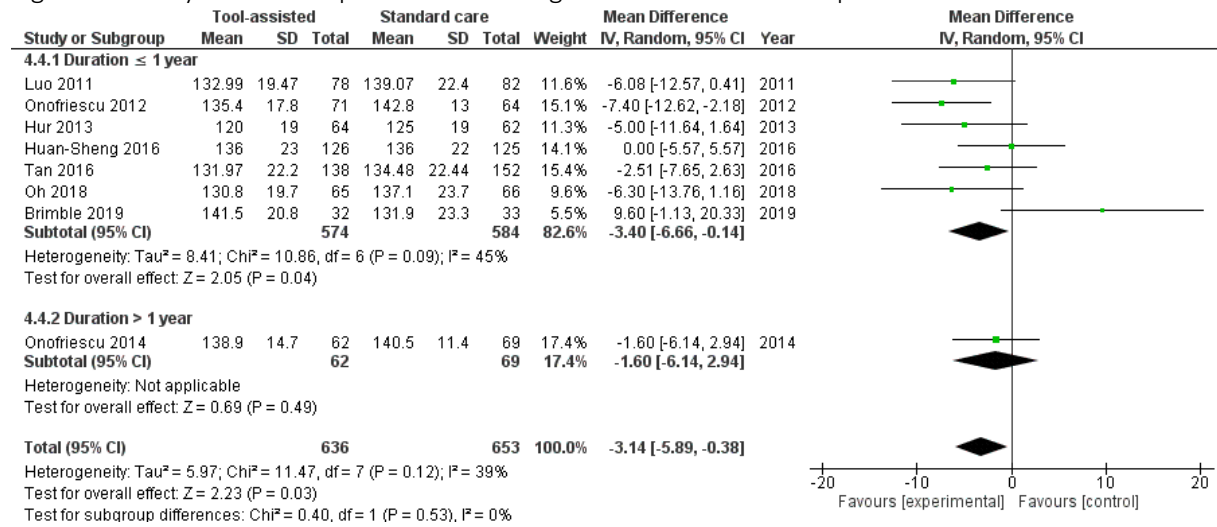 Tool-assisted Standard care Mean Difference Mean Difference
Study or Subgroup Mean SD Total Mean SD Total Weight IV, Random, 95% CI Year IV, Random, 95% CI
4.4.1 Duration ≤ 1 year
Luo 2011 132.99 19.47 78 139.07 22.4 82 11.6% -6.08 [-12.57, 0.41] 2011
Onofriescu 2012 135.4 17.8 71 142.8 13 64 15.1% -7.40 [-12.62, -2.18] 2012
Hur 2013 120 19 64 125 19 62 11.3% -5.00 [-11.64, 1.64] 2013
Huan-Sheng 2016 136 23 126 136 22 125 14.1% 0.00 [-5.57, 5.57] 2016
Tan 2016 131.97 22.2 138 134.48 22.44 152 15.4% -2.51 [-7.65, 2.63] 2016
Oh 2018 130.8 19.7 65 137.1 23.7 66 9.6% -6.30 [-13.76, 1.16] 2018
Brimble 2019 141.5 20.8 32 131.9 23.3 33 5.5% 9.60 [-1.13, 20.33] 2019
Subtotal (95% CI) 574 584 82.6% -3.40 [-6.66, -0.14]
Heterogeneity: Tau² = 8.41; Chi² = 10.86, df = 6 (P = 0.09); I² = 45%
Test for overall effect: Z = 2.05 (P = 0.04)
4.4.2 Duration > 1 year
Onofriescu 2014 138.9 14.7 62 140.5 11.4 69 17.4% -1.60 [-6.14, 2.94] 2014
Subtotal (95% CI) 62 69 17.4% -1.60 [-6.14, 2.94]
Heterogeneity: Not applicable
Test for overall effect: Z = 0.69 (P = 0.49)
Total (95% CI) 636 653 100.0% -3.14 [-5.89, -0.38]
Heterogeneity: Tau² = 5.97; Chi² = 11.47, df = 7 (P = 0.12); I² = 39%
Test for overall effect: Z = 2.23 (P = 0.03)
Test for subgroup differences: Chi² = 0.40, df = 1 (P = 0.53), I² = 0%
-20 -10 0 10 20
Favours [experimental] Favours [control]